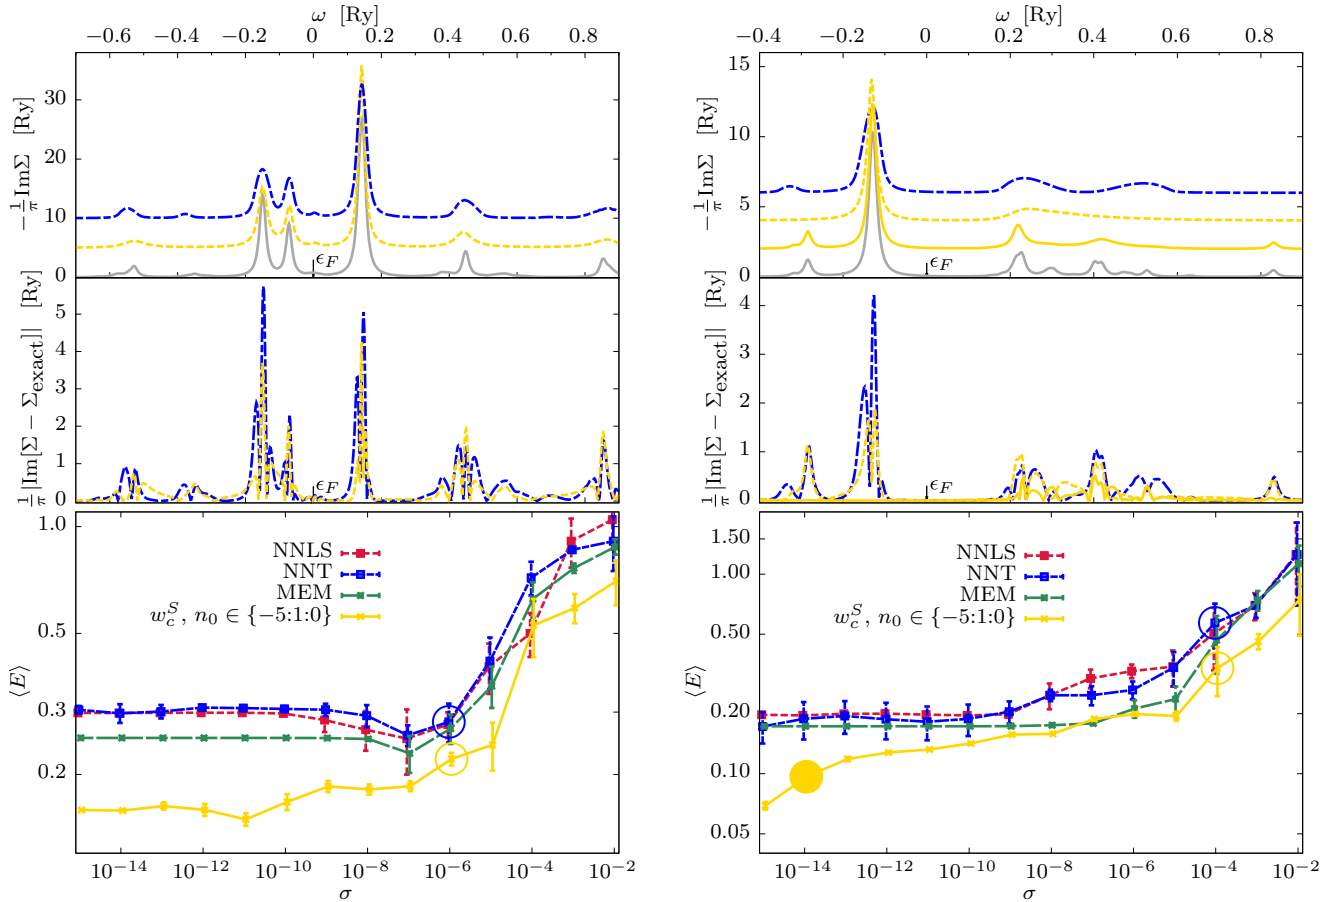 ω [Ry]
−0.6 −0.4 −0.2 0 0.2 0.4 0.6 0.8
−1/π ImΣ [Ry]
30
20
10
0
ϵ_F
1/π |Im[Σ − Σ_exact]| [Ry]
5
4
3
2
1
0
ϵ_F
⟨E⟩
1.0
0.5
0.3
0.2
NNLS
NNT
MEM
w_c^S, n_0 ∈ {−5:1:0}
10^−14 10^−12 10^−10 10^−8 10^−6 10^−4 10^−2
σ
ω [Ry]
−0.4 −0.2 0 0.2 0.4 0.6 0.8
−1/π ImΣ [Ry]
15
10
5
0
ϵ_F
1/π |Im[Σ − Σ_exact]| [Ry]
4
3
2
1
0
ϵ_F
⟨E⟩
1.50
1.00
0.50
0.20
0.10
0.05
NNLS
NNT
MEM
w_c^S, n_0 ∈ {−5:1:0}
10^−14 10^−12 10^−10 10^−8 10^−6 10^−4 10^−2
σ